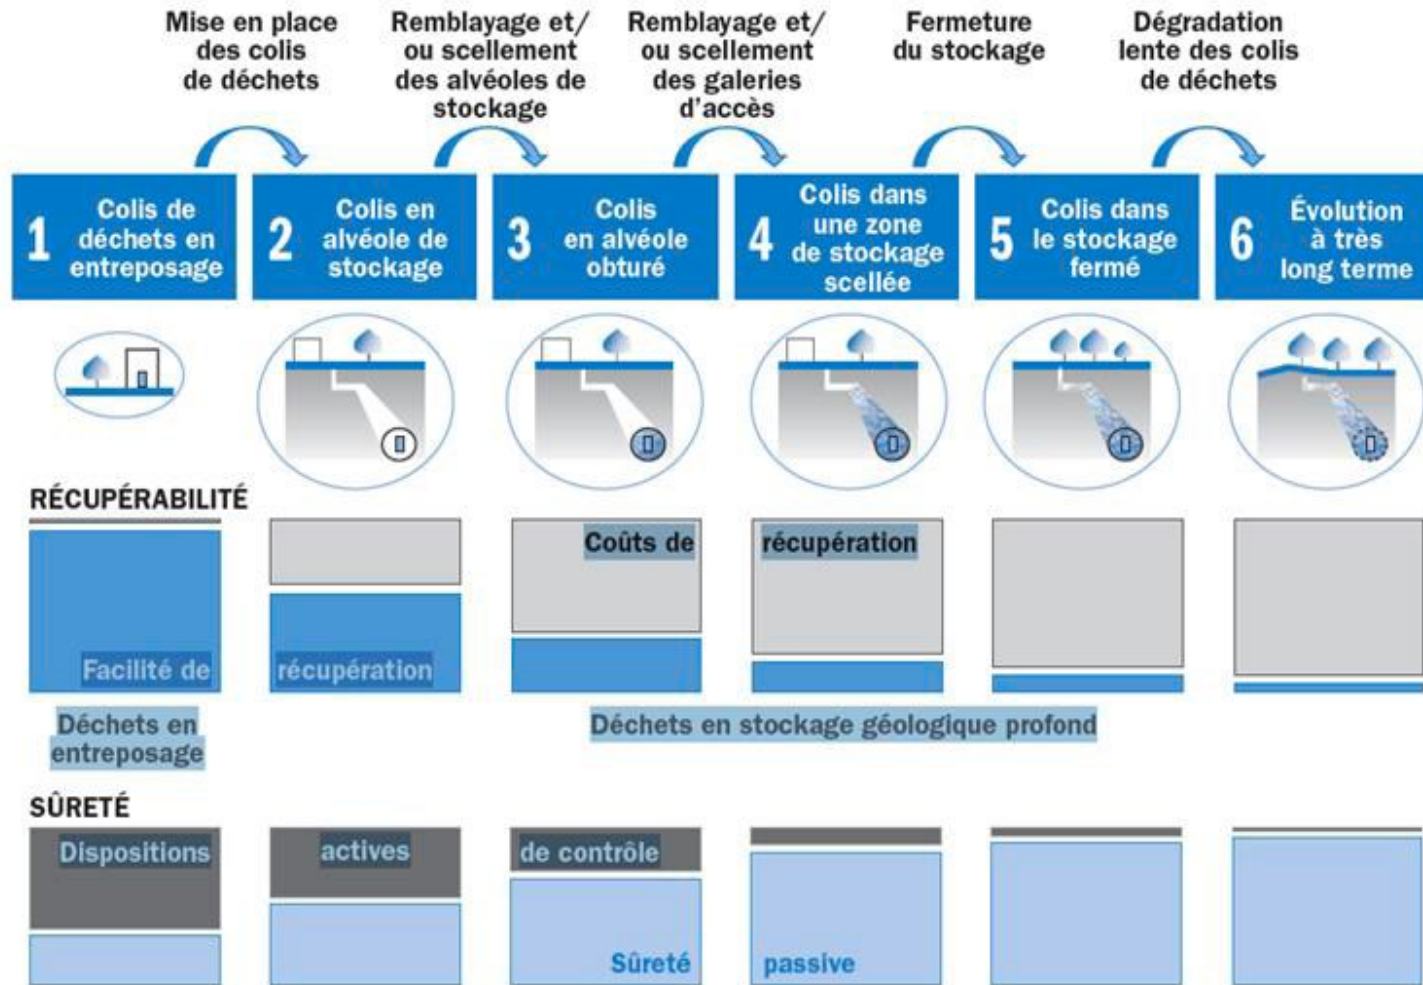 Mise en place
des colis
de déchets
Remblayage et/
ou scellement
des alvéoles de
stockage
Remblayage et/
ou scellement
des galeries
d'accès
Fermeture
du stockage
Dégradation
lente des colis
de déchets
1
Colis de
déchets en
entreposage
2
Colis en
alvéole de
stockage
3
Colis
en alvéole
obturé
4
Colis dans
une zone
de stockage
scellée
5
Colis dans
le stockage
fermé
6
Évolution
à très
long terme
RÉCUPÉRABILITÉ
Coûts de récupération
Facilité de récupération
Déchets en
entreposage
Déchets en stockage géologique profond
SÛRETÉ
Dispositions actives de contrôle
Sûreté passive